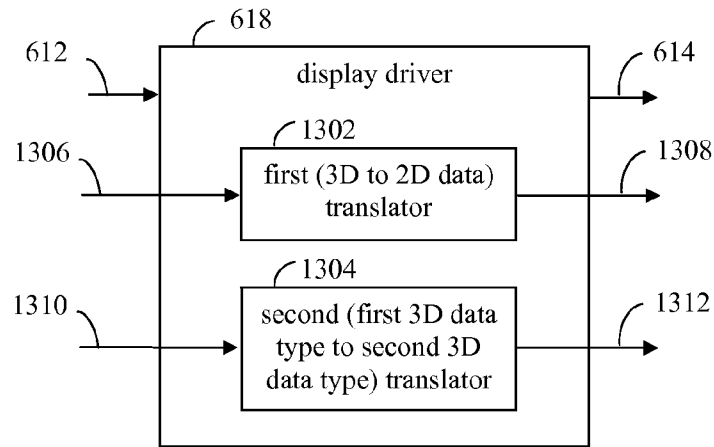 618
612
display driver
614
1302
1306
first (3D to 2D data)
translator
1308
1304
1310
second (first 3D data
type to second 3D
data type) translator
1312